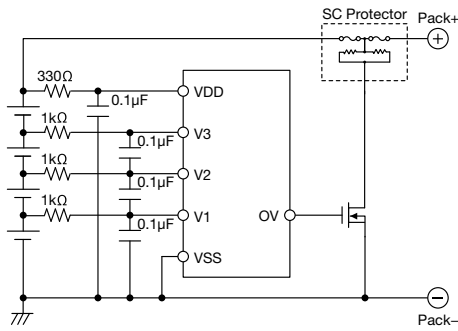 SC Protector
Pack+
330Ω
0.1μF
VDD
1kΩ
V3
0.1μF
1kΩ
V2
0.1μF
1kΩ
V1
OV
0.1μF
VSS
Pack−